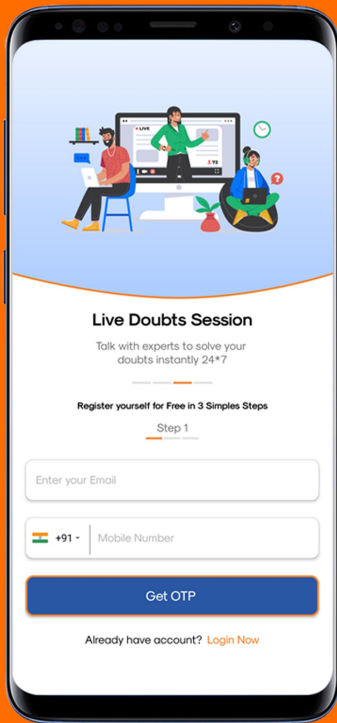 LIVE
72
?
Live Doubts Session
Talk with experts to solve your
doubts instantly 24*7
Register yourself for Free in 3 Simples Steps
Step 1
Enter your Email
+91
Mobile Number
Get OTP
Already have account? Login Now